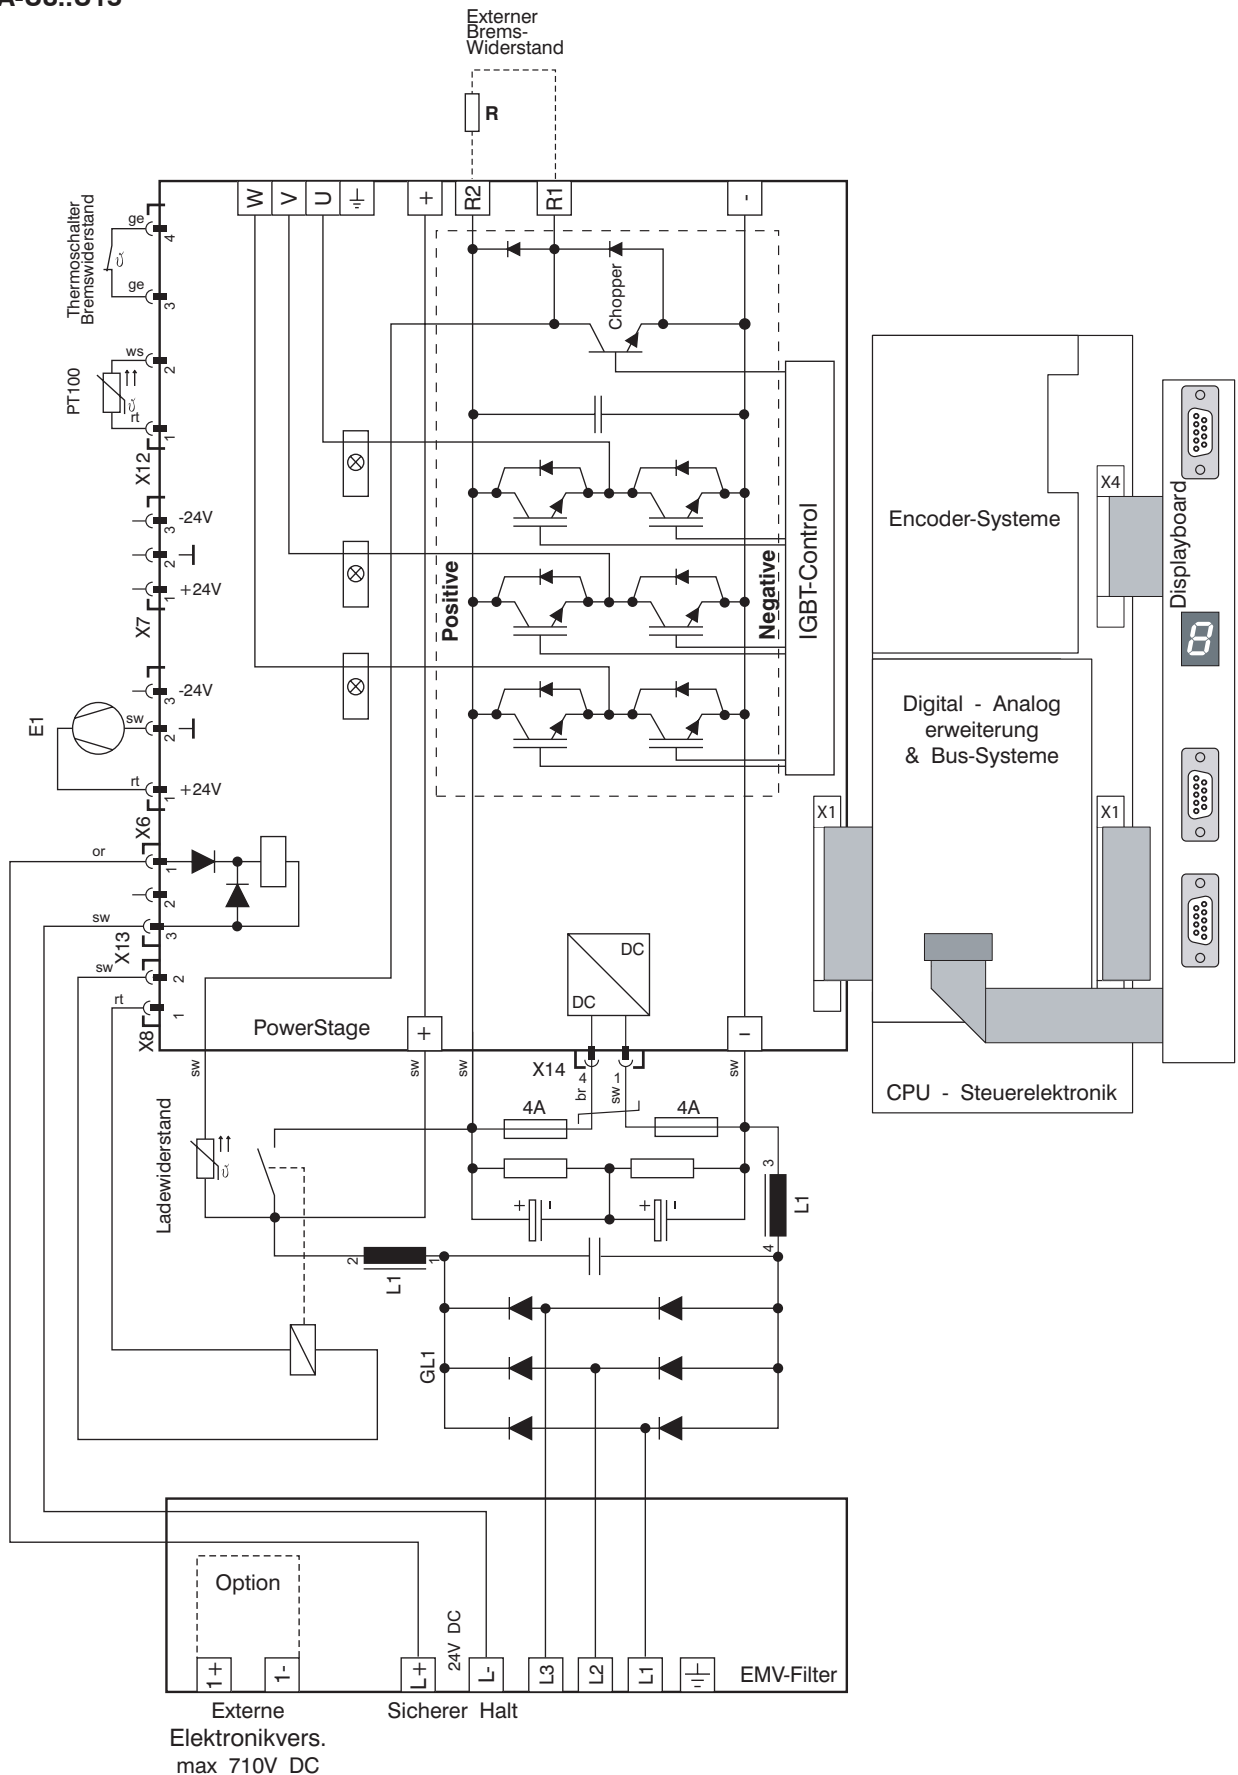 Externer
Brems-
Widerstand
R
W
V
U
+
R2
R1
-
Thermoschalter
Bremswiderstand
ge
4
ge
3
ϑ
Chopper
PT100
ws
2
rt
1
ϑ
X12
3
-24V
2
1
+24V
X7
3
-24V
E1
sw
2
rt
1
+24V
X6
Positive
Negative
IGBT-Control
Encoder-Systeme
X4
Displayboard
8
Digital - Analog
erweiterung
& Bus-Systeme
X1
X1
or
1
2
sw
3
X13
sw
2
rt
1
X8
DC
DC
PowerStage
+
–
CPU - Steuerelektronik
sw
sw
sw
X14
br
4
sw
1
sw
4A
4A
Ladewiderstand
ϑ
+
-
+
-
3
L1
4
2
1
L1
GL1
Option
24V DC
1+
1-
L+
L-
L3
L2
L1
EMV-Filter
Externe
Elektronikvers.
max 710V DC
Sicherer Halt